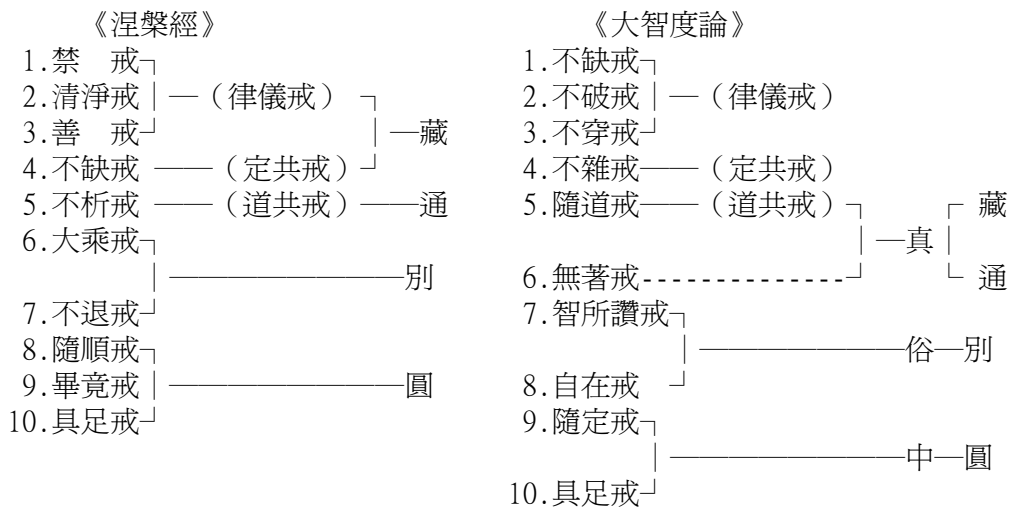 《涅槃經》
1.禁　戒
2.清淨戒 —（律儀戒）
3.善　戒 —藏
4.不缺戒 ——（定共戒）
5.不析戒 ——（道共戒）——通
6.大乘戒
————————別
7.不退戒
8.隨順戒
9.畢竟戒 ————————圓
10.具足戒
《大智度論》
1.不缺戒
2.不破戒 —（律儀戒）
3.不穿戒
4.不雜戒——（定共戒）
5.隨道戒——（道共戒） 藏
—真
6.無著戒-------------- 通
7.智所讚戒
———————俗—別
8.自在戒
9.隨定戒
————————中—圓
10.具足戒